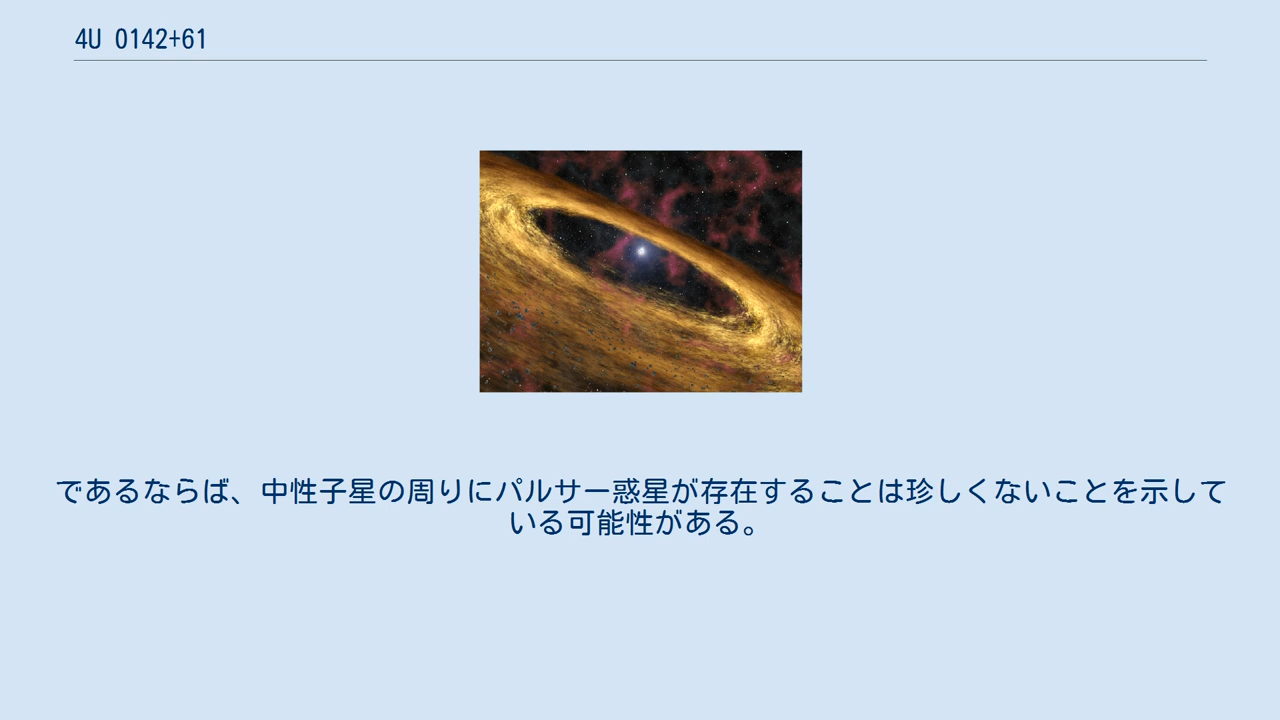 4U 0142+61
であるならば、中性子星の周りにパルサー惑星が存在することは珍しくないことを示して
いる可能性がある。